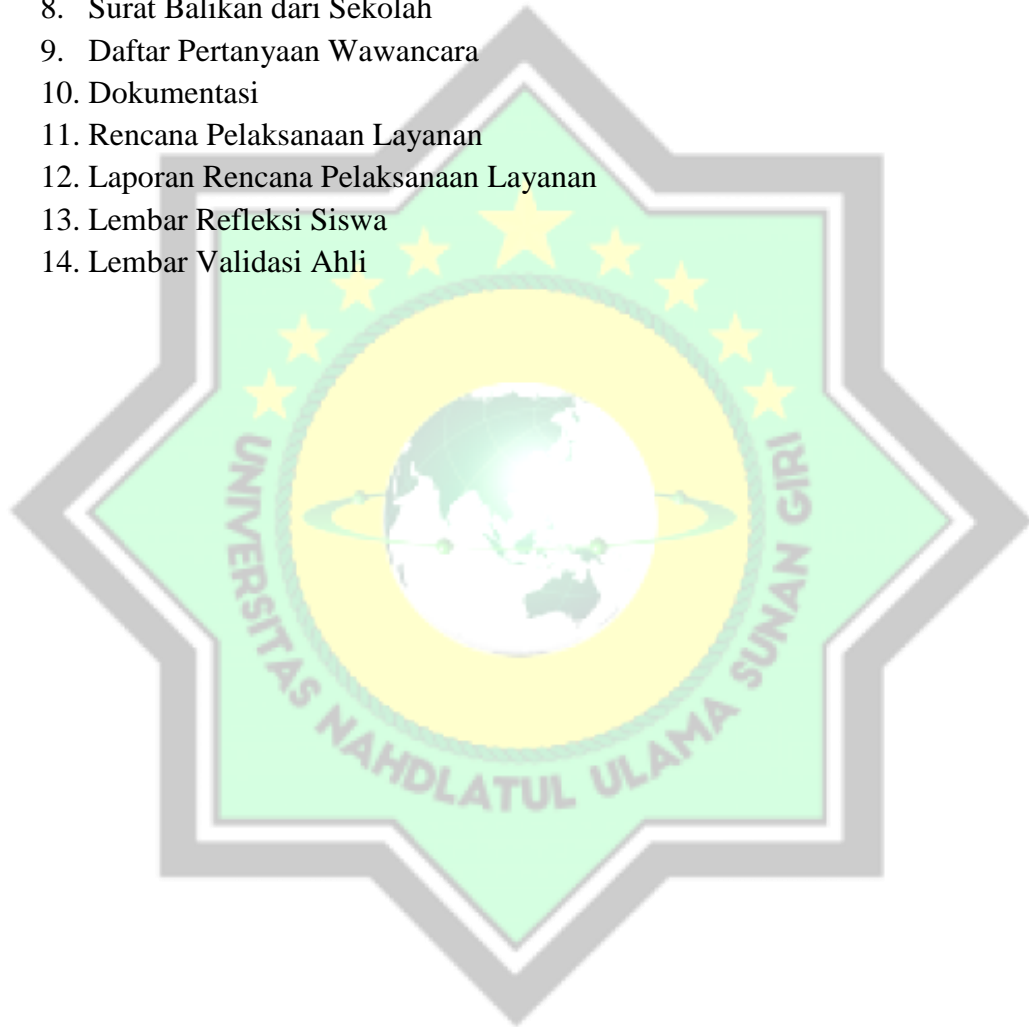 8. Surat Balikan dari Sekolah
9. Daftar Pertanyaan Wawancara
10. Dokumentasi
11. Rencana Pelaksanaan Layanan
12. Laporan Rencana Pelaksanaan Layanan
13. Lembar Refleksi Siswa
14. Lembar Validasi Ahli
UNIVERSITAS NAHDLATUL ULAMA SUNAN GIRI